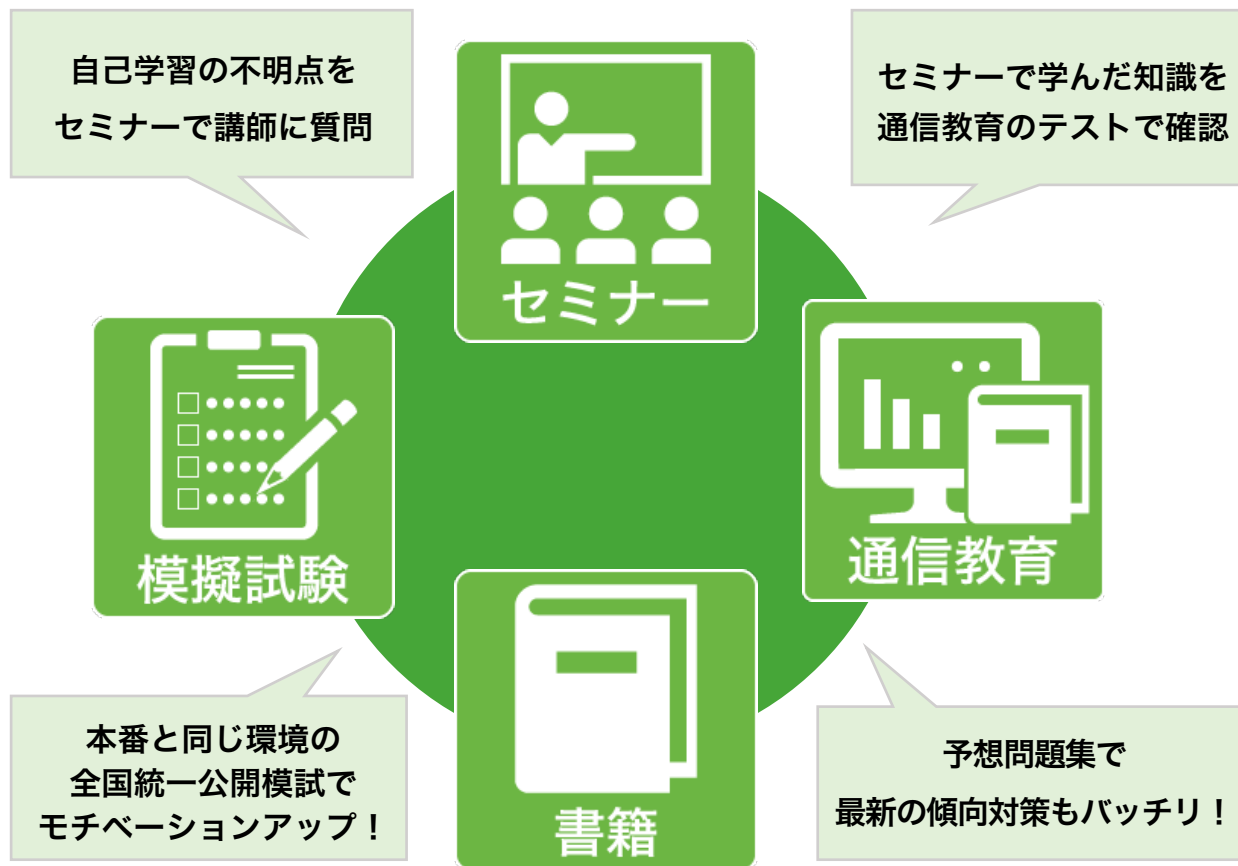 自己学習の不明点を
セミナーで講師に質問
セミナーで学んだ知識を
通信教育のテストで確認
セミナー
模擬試験
通信教育
書籍
本番と同じ環境の
全国統一公開模試で
モチベーションアップ！
予想問題集で
最新の傾向対策もバッチリ！